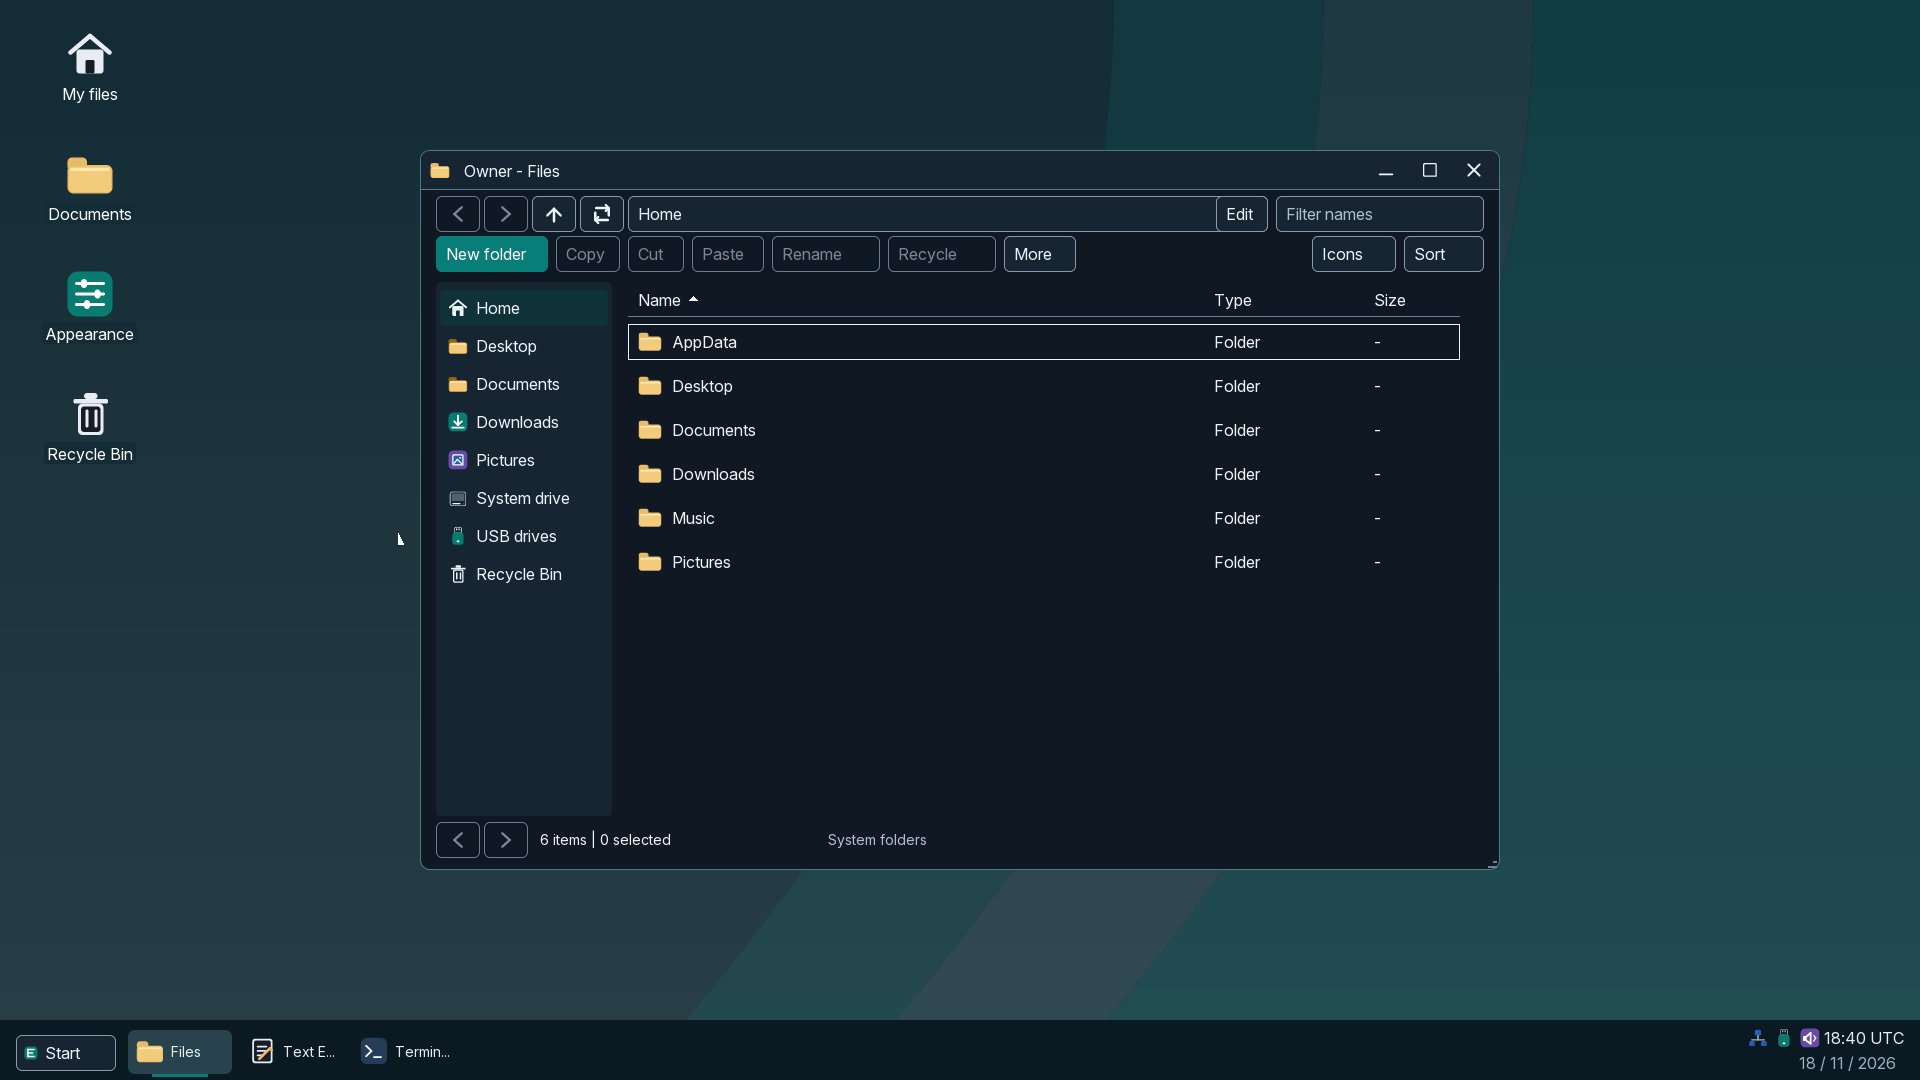 My files
Documents
Appearance
Recycle Bin
Owner - Files
Home Edit Filter names
New folder Copy Cut Paste Rename Recycle More Icons Sort
Home
Desktop
Documents
Downloads
Pictures
System drive
USB drives
Recycle Bin
Name Type Size
AppData Folder -
Desktop Folder -
Documents Folder -
Downloads Folder -
Music Folder -
Pictures Folder -
6 items | 0 selected System folders
Start Files Text E... Termin... 18:40 UTC
18 / 11 / 2026